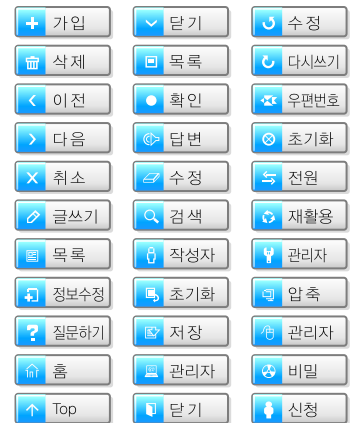 가입 닫기 수정
삭제 목록 다시쓰기
이전 확인 우편번호
다음 답변 초기화
취소 수정 전원
글쓰기 검색 재활용
목록 작성자 관리자
정보수정 초기화 압축
질문하기 저장 관리자
홈 관리자 비밀
Top 닫기 신청